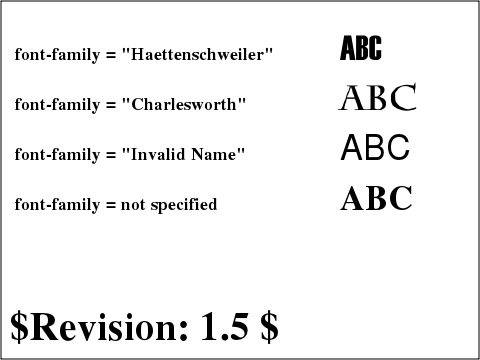 font-family = "Haettenschweiler" ABC
font-family = "Charlesworth" ABC
font-family = "Invalid Name" ABC
font-family = not specified ABC
$Revision: 1.5 $